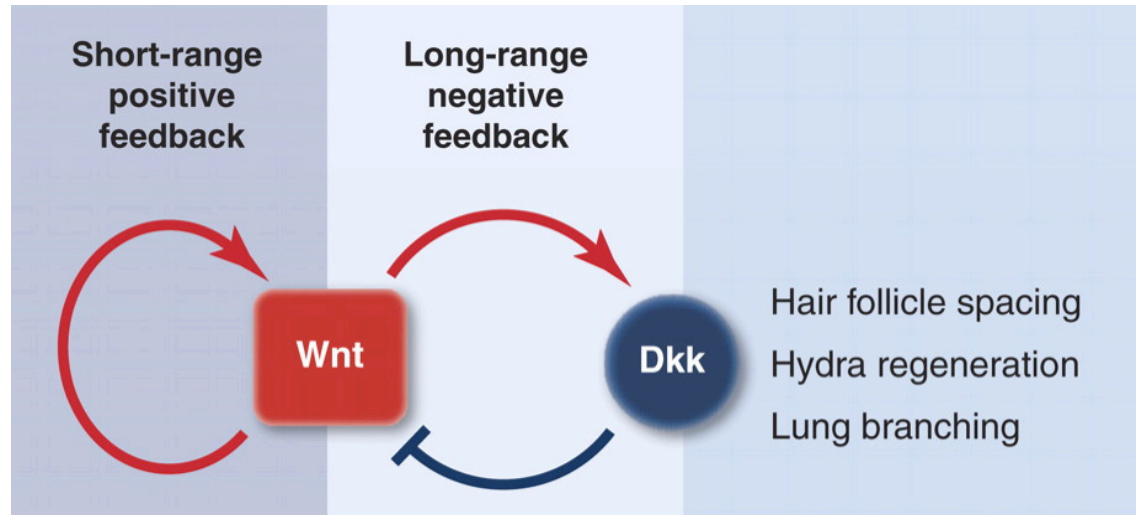 Short-range
positive
feedback
Long-range
negative
feedback
Wnt
Dkk
Hair follicle spacing
Hydra regeneration
Lung branching